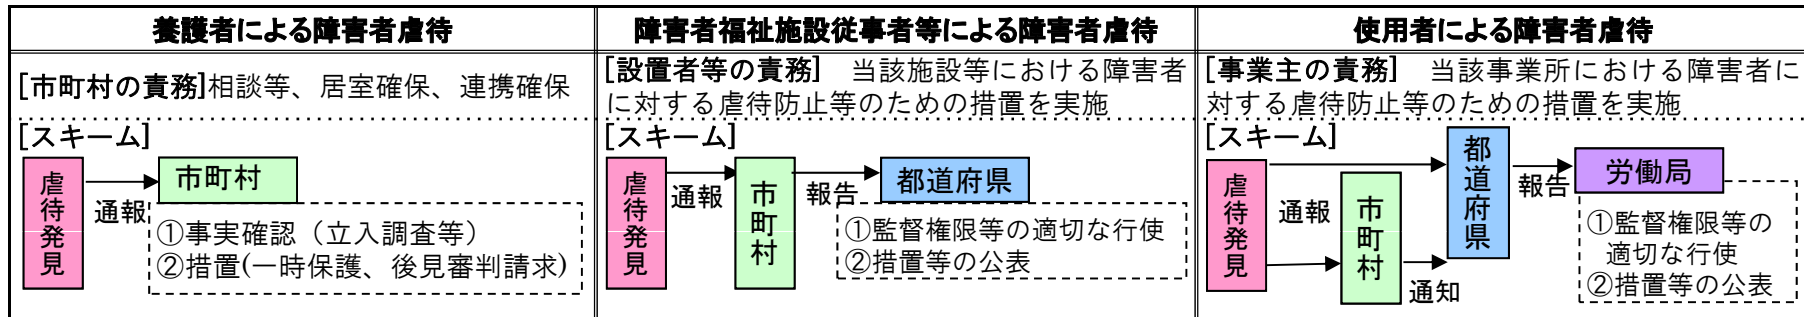 養護者による障害者虐待
[市町村の責務]相談等、居室確保、連携確保
[スキーム]
虐待発見
通報
市町村
①事実確認（立入調査等）
②措置(一時保護、後見審判請求)
障害者福祉施設従事者等による障害者虐待
[設置者等の責務]　当該施設等における障害者
に対する虐待防止等のための措置を実施
[スキーム]
虐待発見
通報
市町村
報告
都道府県
①監督権限等の適切な行使
②措置等の公表
使用者による障害者虐待
[事業主の責務]　当該事業所における障害者に
対する虐待防止等のための措置を実施
[スキーム]
虐待発見
通報
市町村
通知
都道府県
報告
労働局
①監督権限等の
適切な行使
②措置等の公表